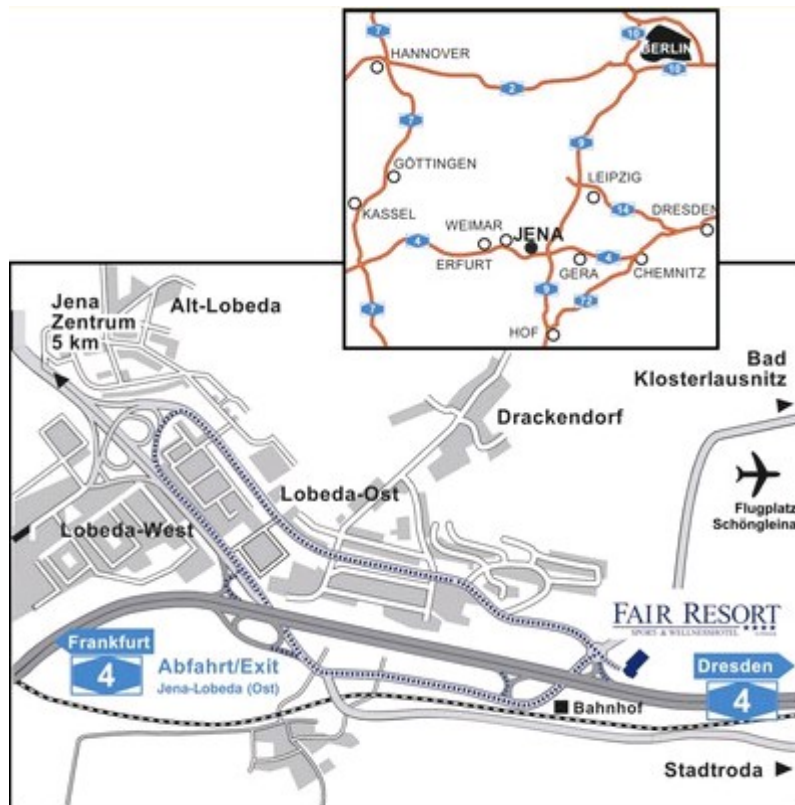 7
HANNOVER
10
BERLIN
10
2
7
9
GÖTTINGEN
LEIPZIG
KASSEL
14
DRESDEN
WEIMAR
JENA
4
ERFURT
4
GERA
CHEMNITZ
9
72
7
HOF
Jena
Zentrum
5 km
Alt-Lobeda
Bad
Klosterlausnitz
Drackendorf
Flugplatz
Schöngleina
Lobeda-Ost
Lobeda-West
FAIR RESORT
SPORT & WELLNESSHOTEL
Frankfurt
4
Abfahrt/Exit
Jena-Lobeda (Ost)
Dresden
4
Bahnhof
Stadtroda